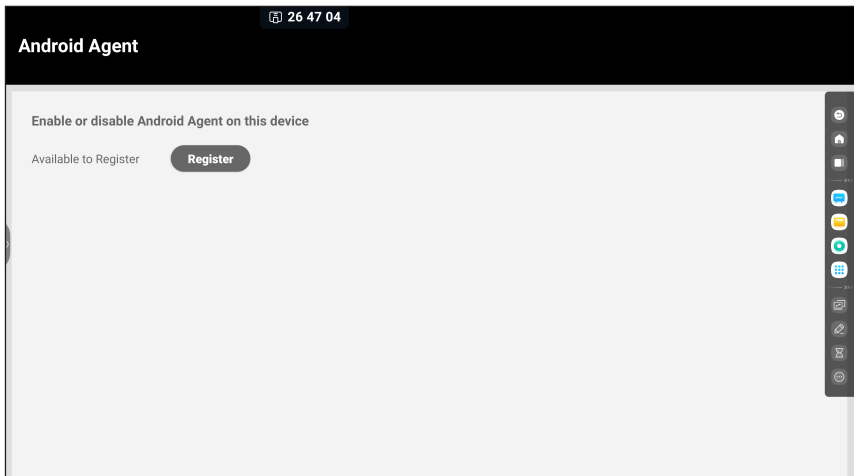 26 47 04
Android Agent
Enable or disable Android Agent on this device
Available to Register
Register